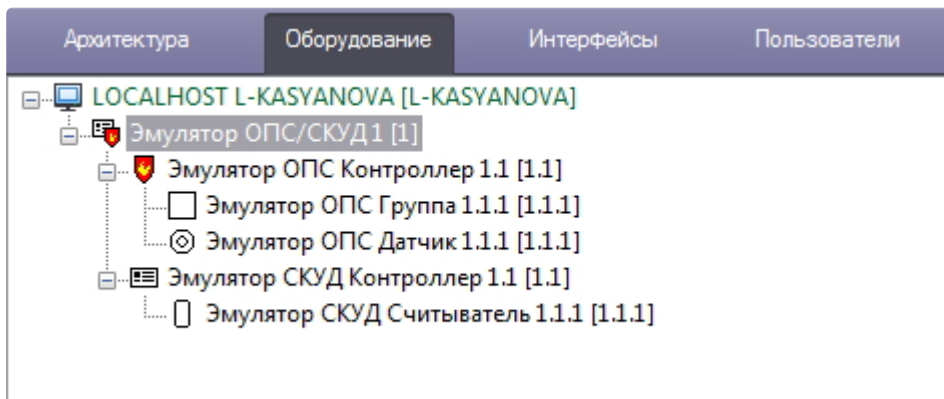 Архитектура Оборудование Интерфейсы Пользователи
LOCALHOST L-KASYANOVA [L-KASYANOVA]
Эмулятор ОПС/СКУД 1 [1]
Эмулятор ОПС Контроллер 1.1 [1.1]
Эмулятор ОПС Группа 1.1.1 [1.1.1]
Эмулятор ОПС Датчик 1.1.1 [1.1.1]
Эмулятор СКУД Контроллер 1.1 [1.1]
Эмулятор СКУД Считыватель 1.1.1 [1.1.1]